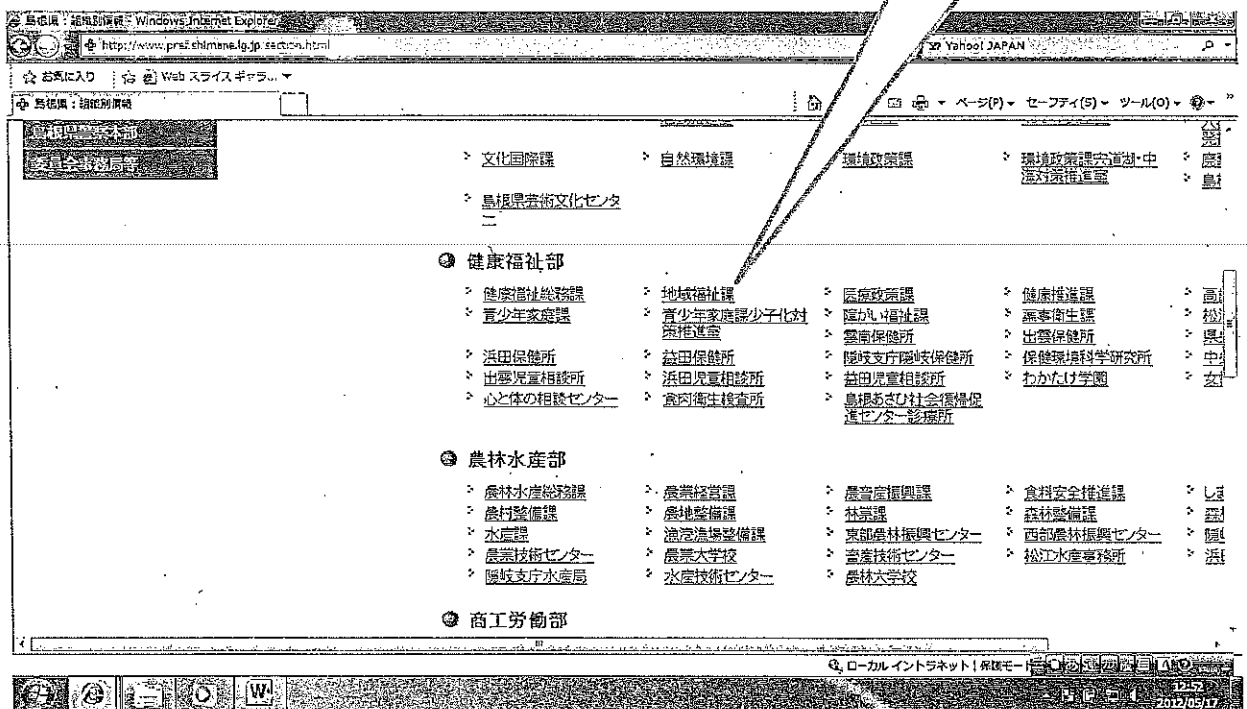 島根県：組織別情報 - Windows Internet Explorer
http://www.pref.shimane.lg.jp/section.html
Yahoo! JAPAN
お気に入り
Web スライス ギャラ...
島根県：組織別情報
ページ(P) セーフティ(S) ツール(O)
島根県警察本部
委員会事務局等
文化国際課 自然環境課 環境政策課 環境政策課宍道湖・中
海対策推進室
島根県芸術文化センタ
ー
健康福祉部
健康福祉総務課 地域福祉課 医療政策課 健康推進課
青少年家庭課 青少年家庭課少子化対 障がい福祉課 薬事衛生課
策推進室 雲南保健所 出雲保健所
浜田保健所 益田保健所 隠岐支庁隠岐保健所 保健環境科学研究所
出雲児童相談所 浜田児童相談所 益田児童相談所 わかたけ学園
心と体の相談センター 食肉衛生検査所 島根あさひ社会復帰促
進センター診療所
農林水産部
農林水産総務課 農業経営課 農畜産振興課 食料安全推進課
農村整備課 農地整備課 林業課 森林整備課
水産課 漁港漁場整備課 東部農林振興センター 西部農林振興センター
農業技術センター 農業大学校 畜産技術センター 松江水産事務所
隠岐支庁水産局 水産技術センター 農林大学校
商工労働部
ローカル イントラネット | 保護モード
12:52
2012/05/17